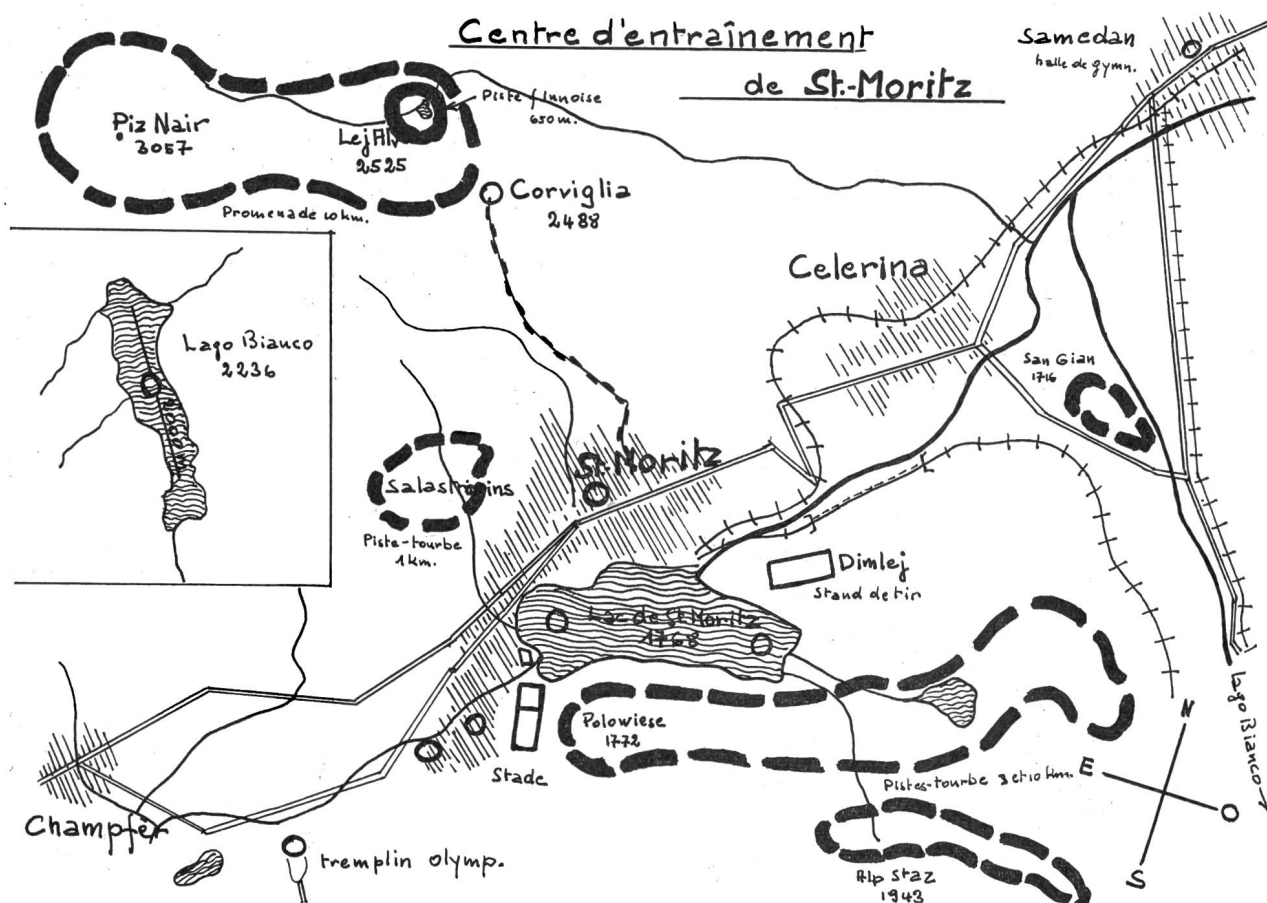 Centre d'entraînement
de St.-Moritz
Samedan
halle de gymn.
Piste finnoise
650 m.
Piz Nair
3057
Lej Alv
2525
Corviglia
2488
Promenade 10 km.
Celerina
Lago Bianco
2236
San Gian
1716
St.-Moritz
Salastrains
Piste-tourbe
1 km.
Dimlej
Stand de tir
Lac de St. Moritz
1768
Polowiese
1772
Stade
Lago Bianco
N
E
O
S
Pistes-tourbe 3 et 10 km.
Champfèr
tremplin olymp.
Alp Staz
1943